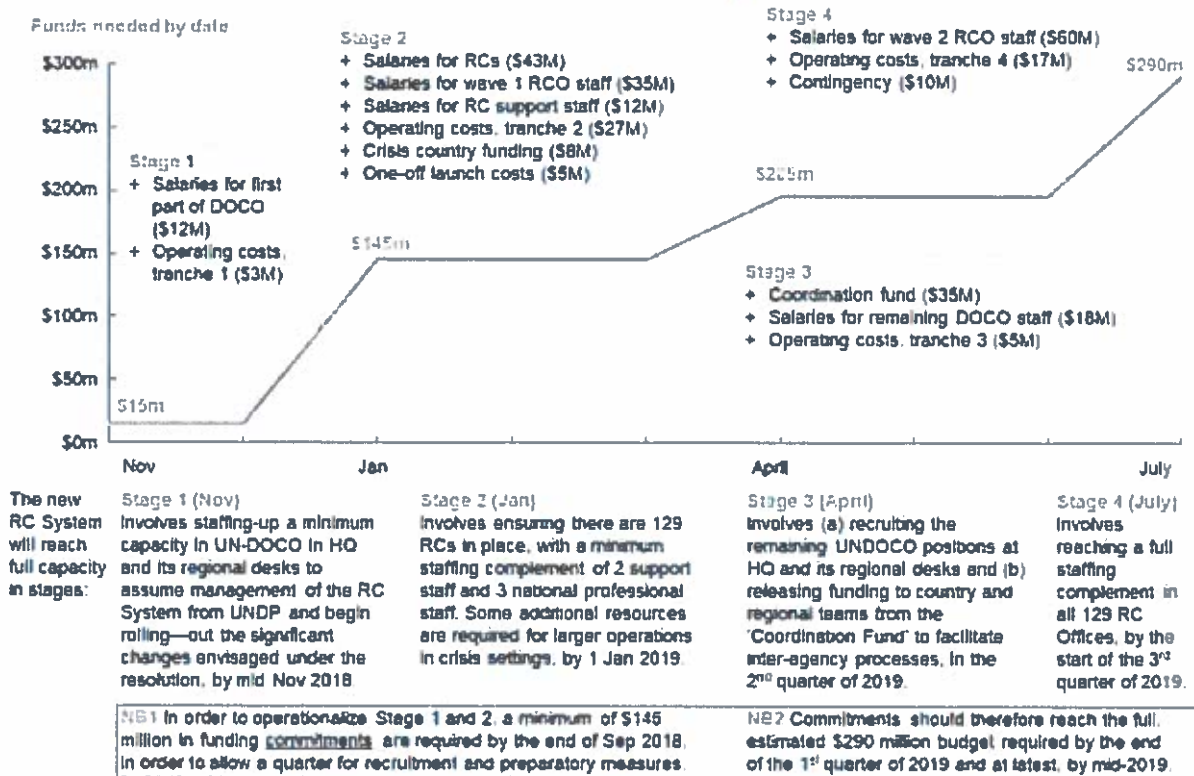 Funds needed by date
$300m
$250m
$200m
$150m
$100m
$50m
$0m
Stage 1
+ Salaries for first
part of DOCO
($12M)
+ Operating costs,
tranche 1 ($3M)
$15m
Stage 2
+ Salaries for RCs ($43M)
+ Salaries for wave 1 RCO staff ($35M)
+ Salaries for RC support staff ($12M)
+ Operating costs, tranche 2 ($27M)
+ Crisis country funding ($8M)
+ One-off launch costs ($5M)
$145m
Stage 4
+ Salaries for wave 2 RCO staff ($60M)
+ Operating costs, tranche 4 ($17M)
+ Contingency ($10M)
$290m
Stage 3
+ Coordination fund ($35M)
+ Salaries for remaining DOCO staff ($18M)
+ Operating costs, tranche 3 ($5M)
Nov
Jan
April
July
The new
RC System
will reach
full capacity
in stages:
Stage 1 (Nov)
Involves staffing-up a minimum
capacity in UN-DOCO in HQ
and its regional desks to
assume management of the RC
System from UNDP and begin
rolling—out the significant
changes envisaged under the
resolution, by mid Nov 2018.
Stage 2 (Jan)
Involves ensuring there are 129
RCs in place, with a minimum
staffing complement of 2 support
staff and 3 national professional
staff. Some additional resources
are required for larger operations
in crisis settings, by 1 Jan 2019.
Stage 3 (April)
Involves (a) recruiting the
remaining UNDOCO positions at
HQ and its regional desks and (b)
releasing funding to country and
regional teams from the
'Coordination Fund' to facilitate
inter-agency processes, in the
2nd quarter of 2019.
Stage 4 (July)
Involves
reaching a full
staffing
complement in
all 129 RC
Offices, by the
start of the 3rd
quarter of 2019.
NB1 In order to operationalize Stage 1 and 2, a minimum of $145
million in funding commitments are required by the end of Sep 2018,
in order to allow a quarter for recruitment and preparatory measures.
NB2 Commitments should therefore reach the full,
estimated $290 million budget required by the end
of the 1st quarter of 2019 and at latest, by mid-2019.